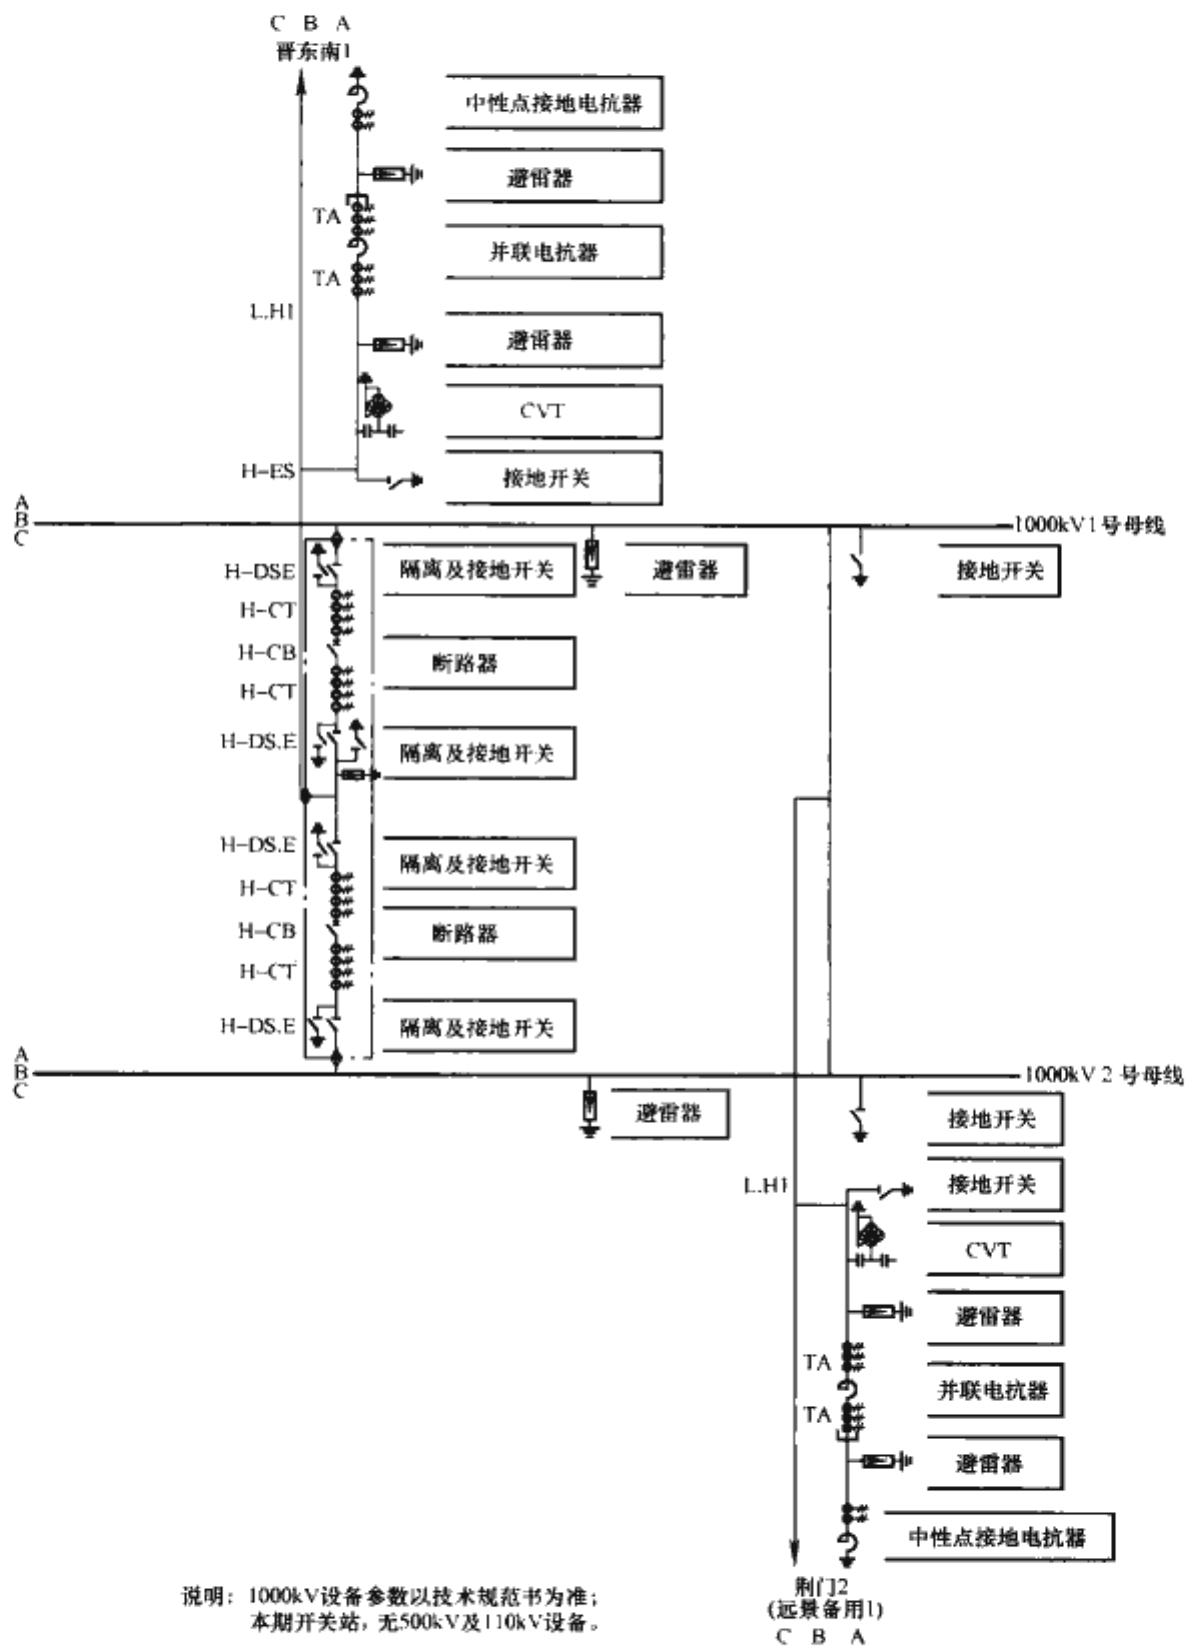 C B A
晋东南1
中性点接地电抗器
避雷器
TA
并联电抗器
TA
L.H1
避雷器
CVT
H-ES
接地开关
A
B
C
1000kV1号母线
H-DSE
隔离及接地开关
避雷器
接地开关
H-CT
H-CB
断路器
H-CT
H-DS.E
隔离及接地开关
H-DS.E
隔离及接地开关
H-CT
H-CB
断路器
H-CT
H-DS.E
隔离及接地开关
A
B
C
1000kV 2 号母线
避雷器
接地开关
L.H1
接地开关
CVT
避雷器
TA
并联电抗器
TA
避雷器
中性点接地电抗器
荆门2
(远景备用1)
C B A
说明：1000kV设备参数以技术规范书为准；
本期开关站，无500kV及110kV设备。